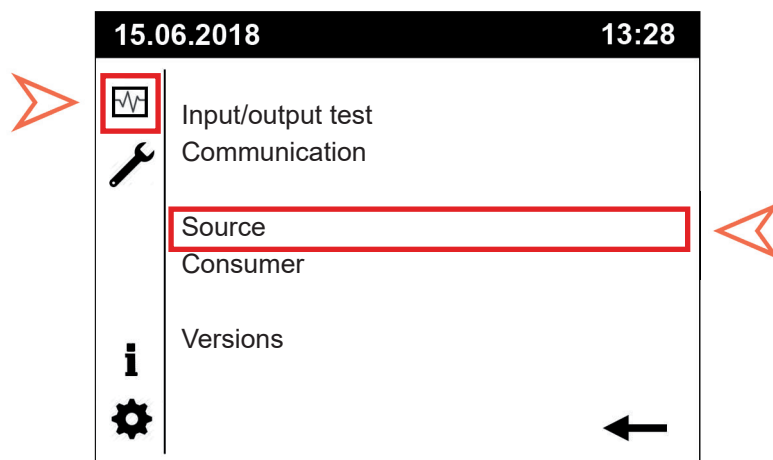 15.06.2018 13:28
Input/output test
Communication
Source
Consumer
Versions
i